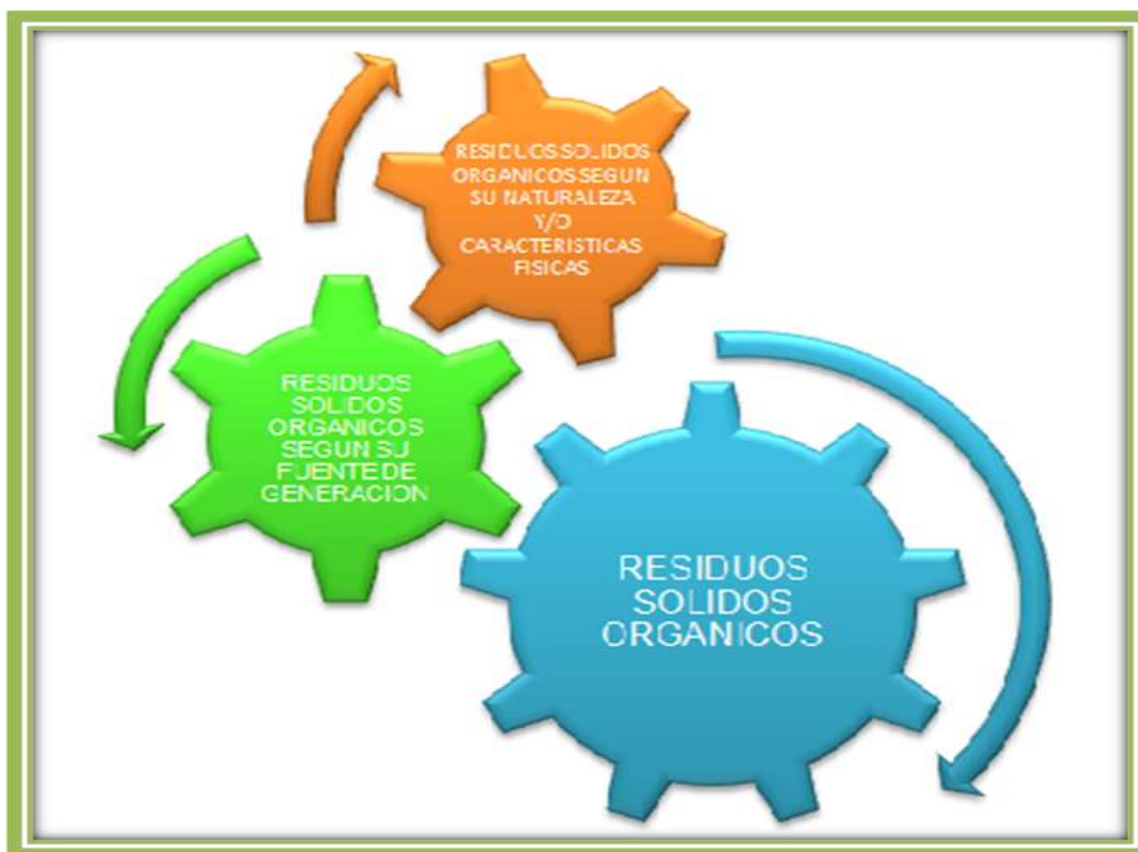 RESIDUOS SOLIDOS
ORGANICOS SEGUN
SU NATURALEZA
Y/O
CARACTERISTICAS
FISICAS
RESIDUOS
SOLIDOS
ORGANICOS
SEGUN SU
FUENTE DE
GENERACION
RESIDUOS
SOLIDOS
ORGANICOS